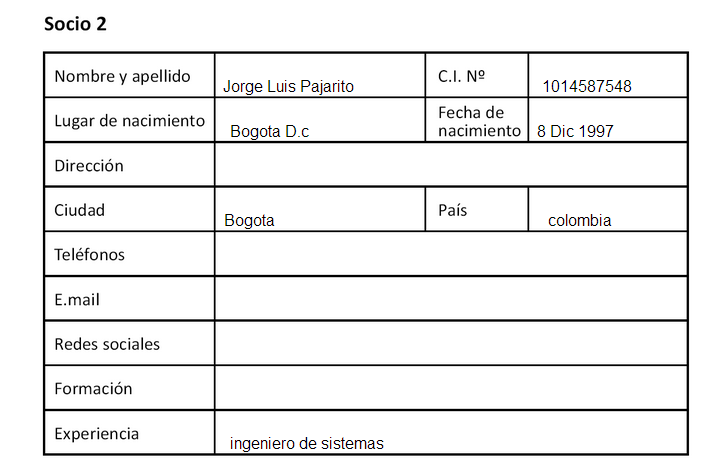 Socio 2
Nombre y apellido Jorge Luis Pajarito C.I. Nº 1014587548
Lugar de nacimiento Bogota D.c Fecha de nacimiento 8 Dic 1997
Dirección
Ciudad Bogota País colombia
Teléfonos
E.mail
Redes sociales
Formación
Experiencia ingeniero de sistemas